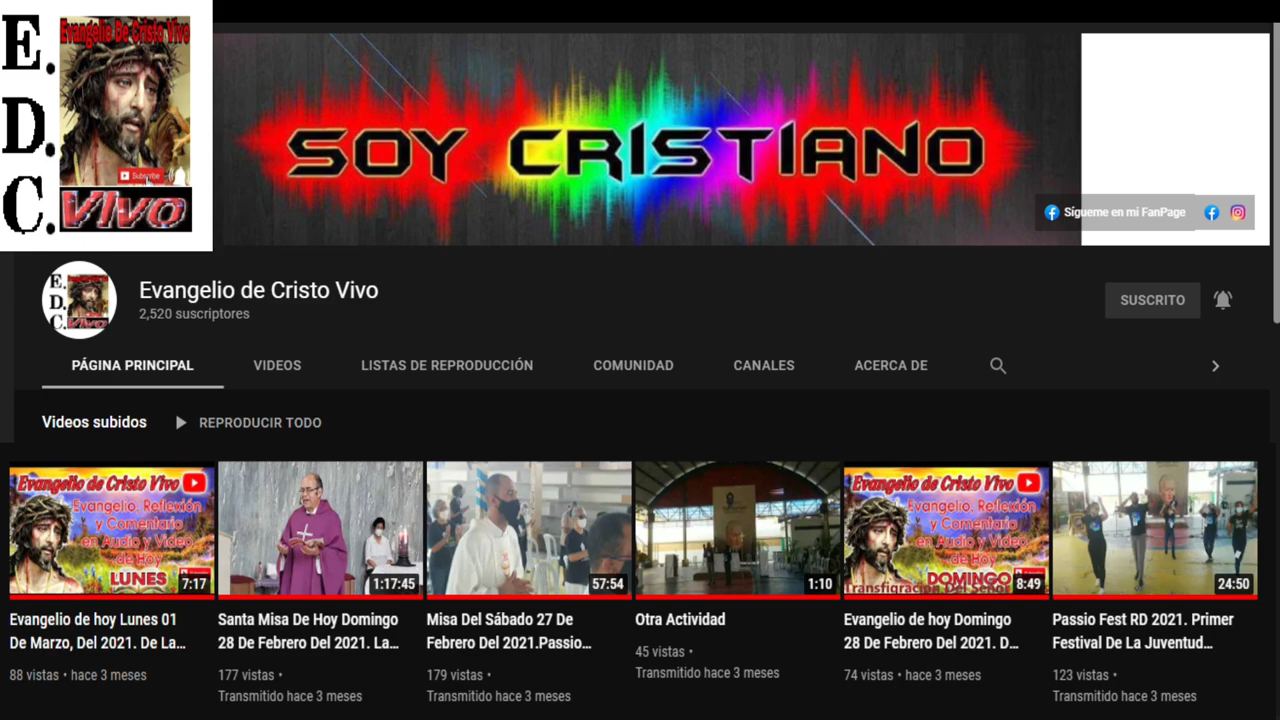 E.
D.
C.
Evangelio De Cristo Vivo
Subscribe
VIvo
SOY CRISTIANO
Sígueme en mi FanPage
E.
D.
C.
VIvo
Evangelio de Cristo Vivo
2,520 suscriptores
SUSCRITO
PÁGINA PRINCIPAL
VIDEOS
LISTAS DE REPRODUCCIÓN
COMUNIDAD
CANALES
ACERCA DE
Videos subidos
REPRODUCIR TODO
Evangelio de Cristo Vivo
Evangelio, Reflexión
y Comentario
en Audio y Video
de Hoy
LUNES
7:17
1:17:45
57:54
1:10
Evangelio de Cristo Vivo
Evangelio, Reflexión
y Comentario
en Audio y Video
de Hoy
DOMINGO
Transfigración Del Señor
8:49
24:50
Evangelio de hoy Lunes 01
De Marzo, Del 2021. De La...
88 vistas • hace 3 meses
Santa Misa De Hoy Domingo
28 De Febrero Del 2021. La...
177 vistas •
Transmitido hace 3 meses
Misa Del Sábado 27 De
Febrero Del 2021.Passio...
179 vistas •
Transmitido hace 3 meses
Otra Actividad
45 vistas •
Transmitido hace 3 meses
Evangelio de hoy Domingo
28 De Febrero Del 2021. D...
74 vistas • hace 3 meses
Passio Fest RD 2021. Primer
Festival De La Juventud...
123 vistas •
Transmitido hace 3 meses